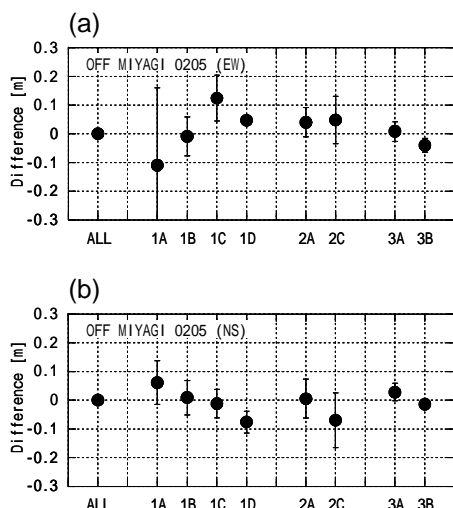 (a)
0.3
OFF MIYAGI 0205 (EW)
0.2
0.1
0
-0.1
-0.2
-0.3
Difference [m]
ALL 1A 1B 1C 1D 2A 2C 3A 3B
(b)
0.3
OFF MIYAGI 0205 (NS)
0.2
0.1
0
-0.1
-0.2
-0.3
Difference [m]
ALL 1A 1B 1C 1D 2A 2C 3A 3B